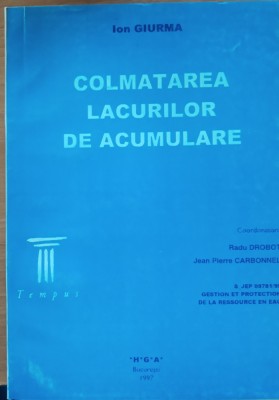 Ion GIURMA
COLMATAREA
LACURILOR
DE ACUMULARE
Coordonatori
Radu DROBOT
Jean Pierre CARBONNEL
Tempus
GESTION ET PROTECTION
DE LA RESSOURCE EN EAU
*H*G*A*
Bucureşti
1997